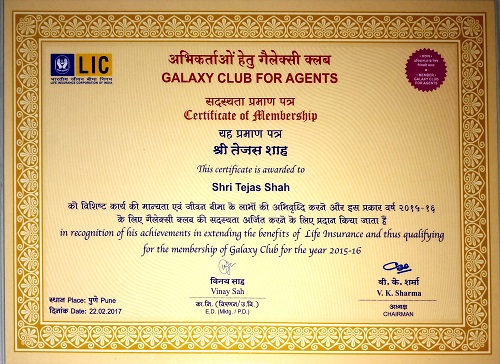 अभिकर्ताओं हेतु गैलेक्सी क्लब
GALAXY CLUB FOR AGENTS
LIC
भारतीय जीवन बीमा निगम
LIFE INSURANCE CORPORATION OF INDIA
MEMBER
GALAXY CLUB
FOR AGENTS
सदस्यता प्रमाण पत्र
Certificate of Membership
यह प्रमाण पत्र
श्री तेजस शाह
This certificate is awarded to
Shri Tejas Shah
को विशिष्ट कार्य की मान्यता एवं जीवन बीमा के लाभों की अभिवृध्दि करने और इस प्रकार वर्ष २०१५-१६
के लिए गैलेक्सी क्लब की सदस्यता अर्जित करने के लिए प्रदान किया जाता हैं
in recognition of his achievements in extending the benefits of Life Insurance and thus qualifying
for the membership of Galaxy Club for the year 2015-16
विनय साह
Vinay Sah
का.नि. (विपणन/उ.वि.)
E.D. (Mktg. / P.D.)
वी. के. शर्मा
V. K. Sharma
अध्यक्ष
CHAIRMAN
स्थान Place: पुणे Pune
दिनांक Date: 22.02.2017